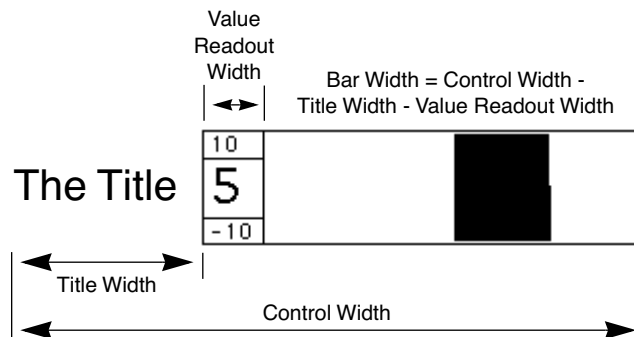 Value
Readout
Width
Bar Width = Control Width -
Title Width - Value Readout Width
10
The Title
5
-10
Title Width
Control Width